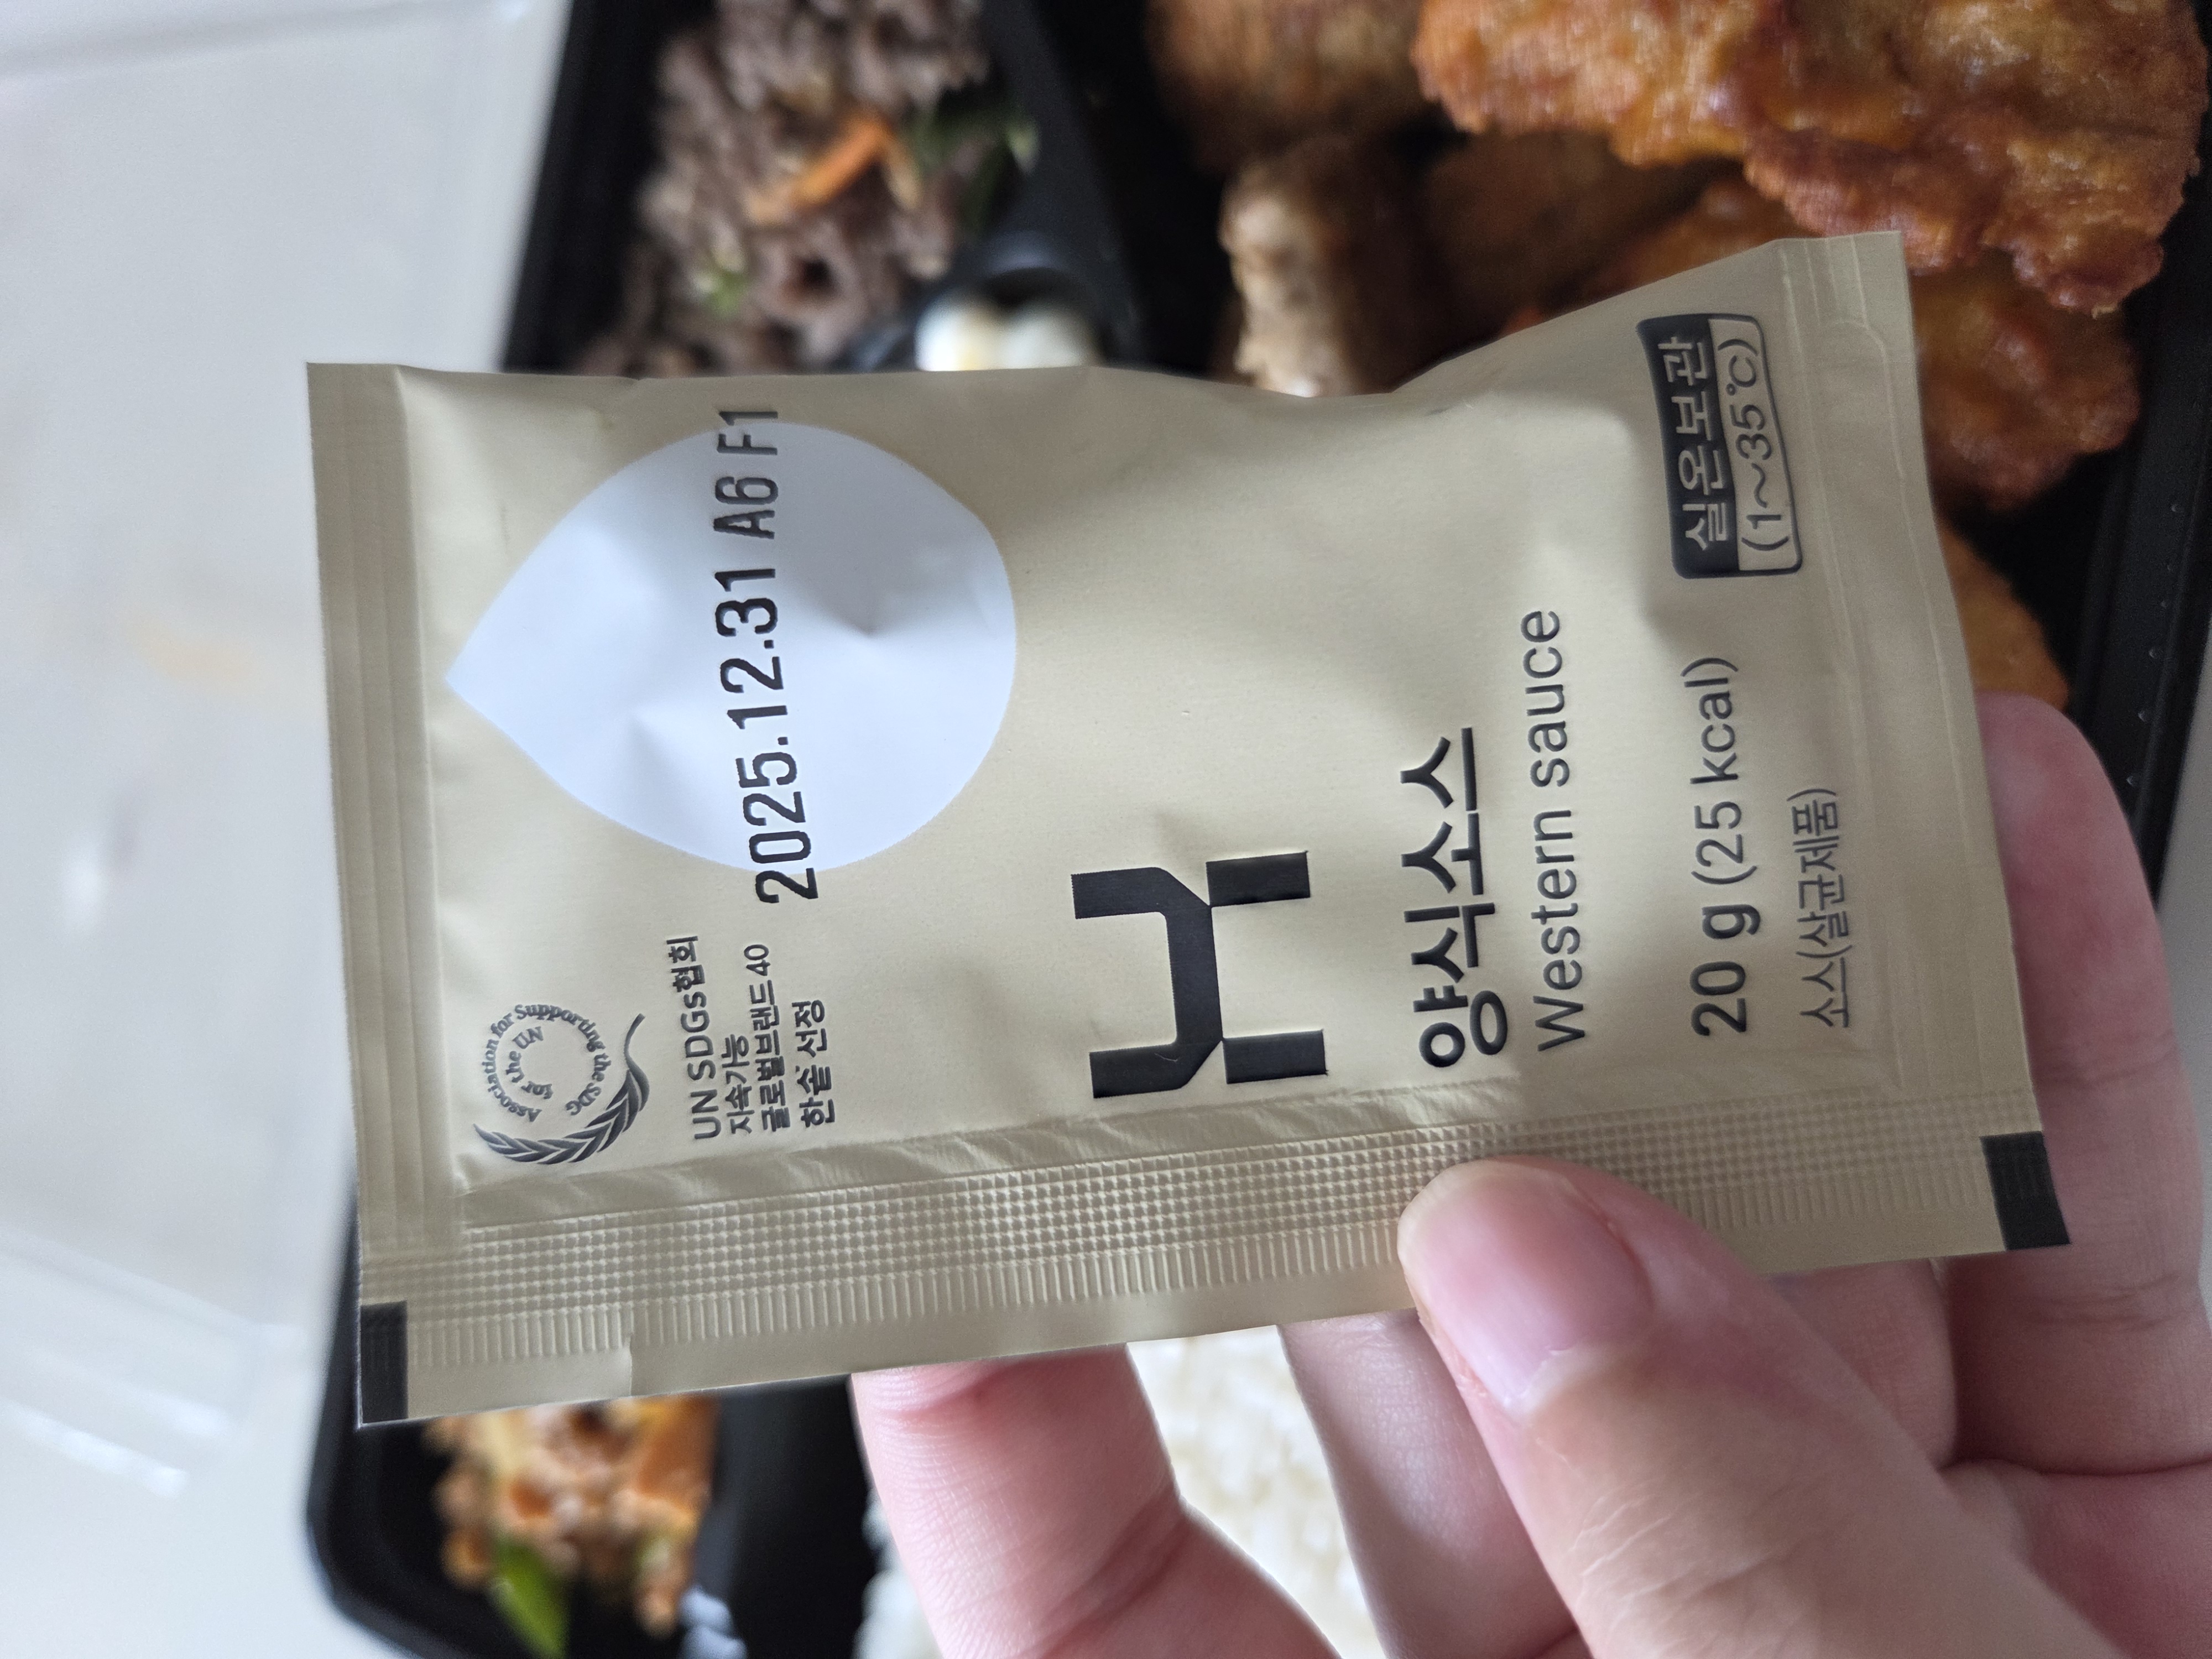 Association for Supporting the SDGs
for the UN
UN SDGs협회
지속가능
글로벌브랜드40
한솥 선정
2025.12.31 A6 F1
양식소스
Western sauce
20 g (25 kcal)
소스(살균제품)
실온보관
(1~35℃)